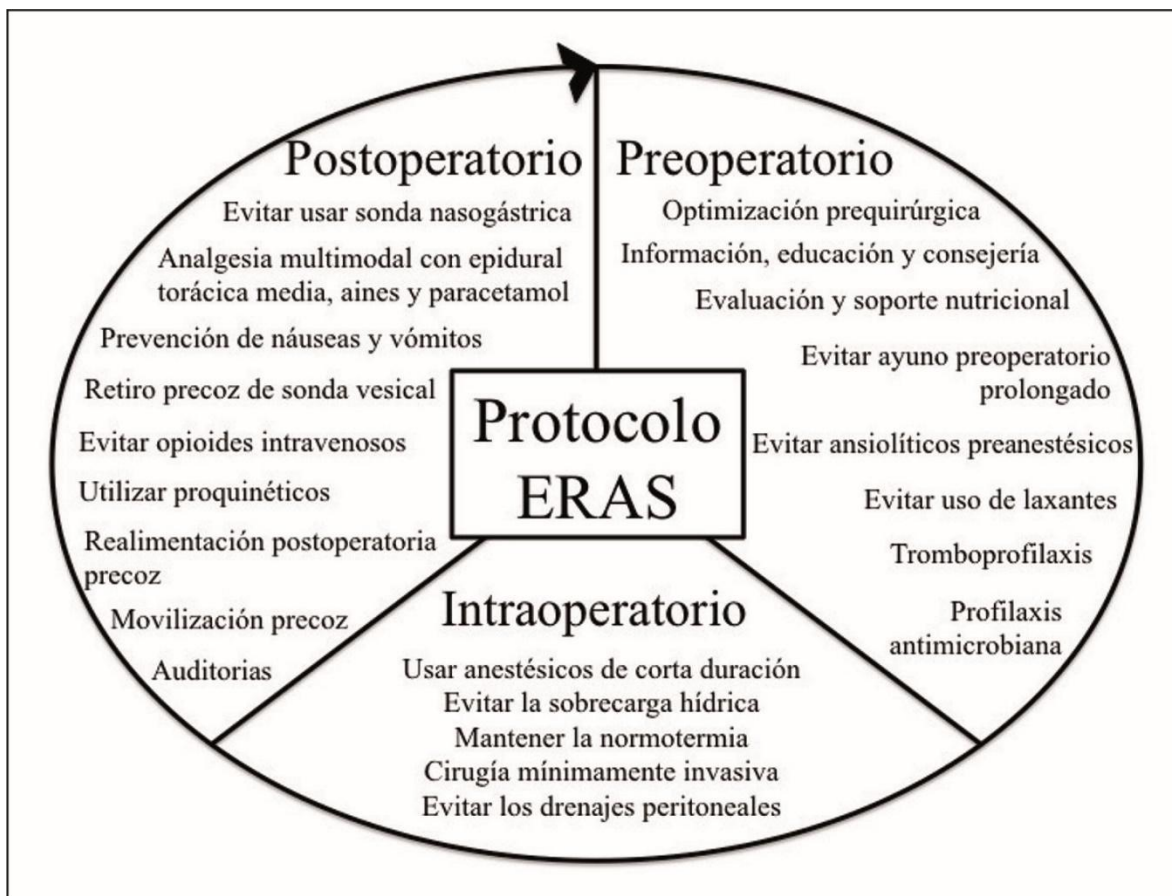 Postoperatorio
Evitar usar sonda nasogástrica
Analgesia multimodal con epidural
torácica media, aines y paracetamol
Prevención de náuseas y vómitos
Retiro precoz de sonda vesical
Evitar opioides intravenosos
Utilizar proquinéticos
Realimentación postoperatoria
precoz
Movilización precoz
Auditorias
Preoperatorio
Optimización prequirúrgica
Información, educación y consejería
Evaluación y soporte nutricional
Evitar ayuno preoperatorio
prolongado
Evitar ansiolíticos preanestésicos
Evitar uso de laxantes
Tromboprofilaxis
Profilaxis
antimicrobiana
Protocolo
ERAS
Intraoperatorio
Usar anestésicos de corta duración
Evitar la sobrecarga hídrica
Mantener la normotermia
Cirugía mínimamente invasiva
Evitar los drenajes peritoneales